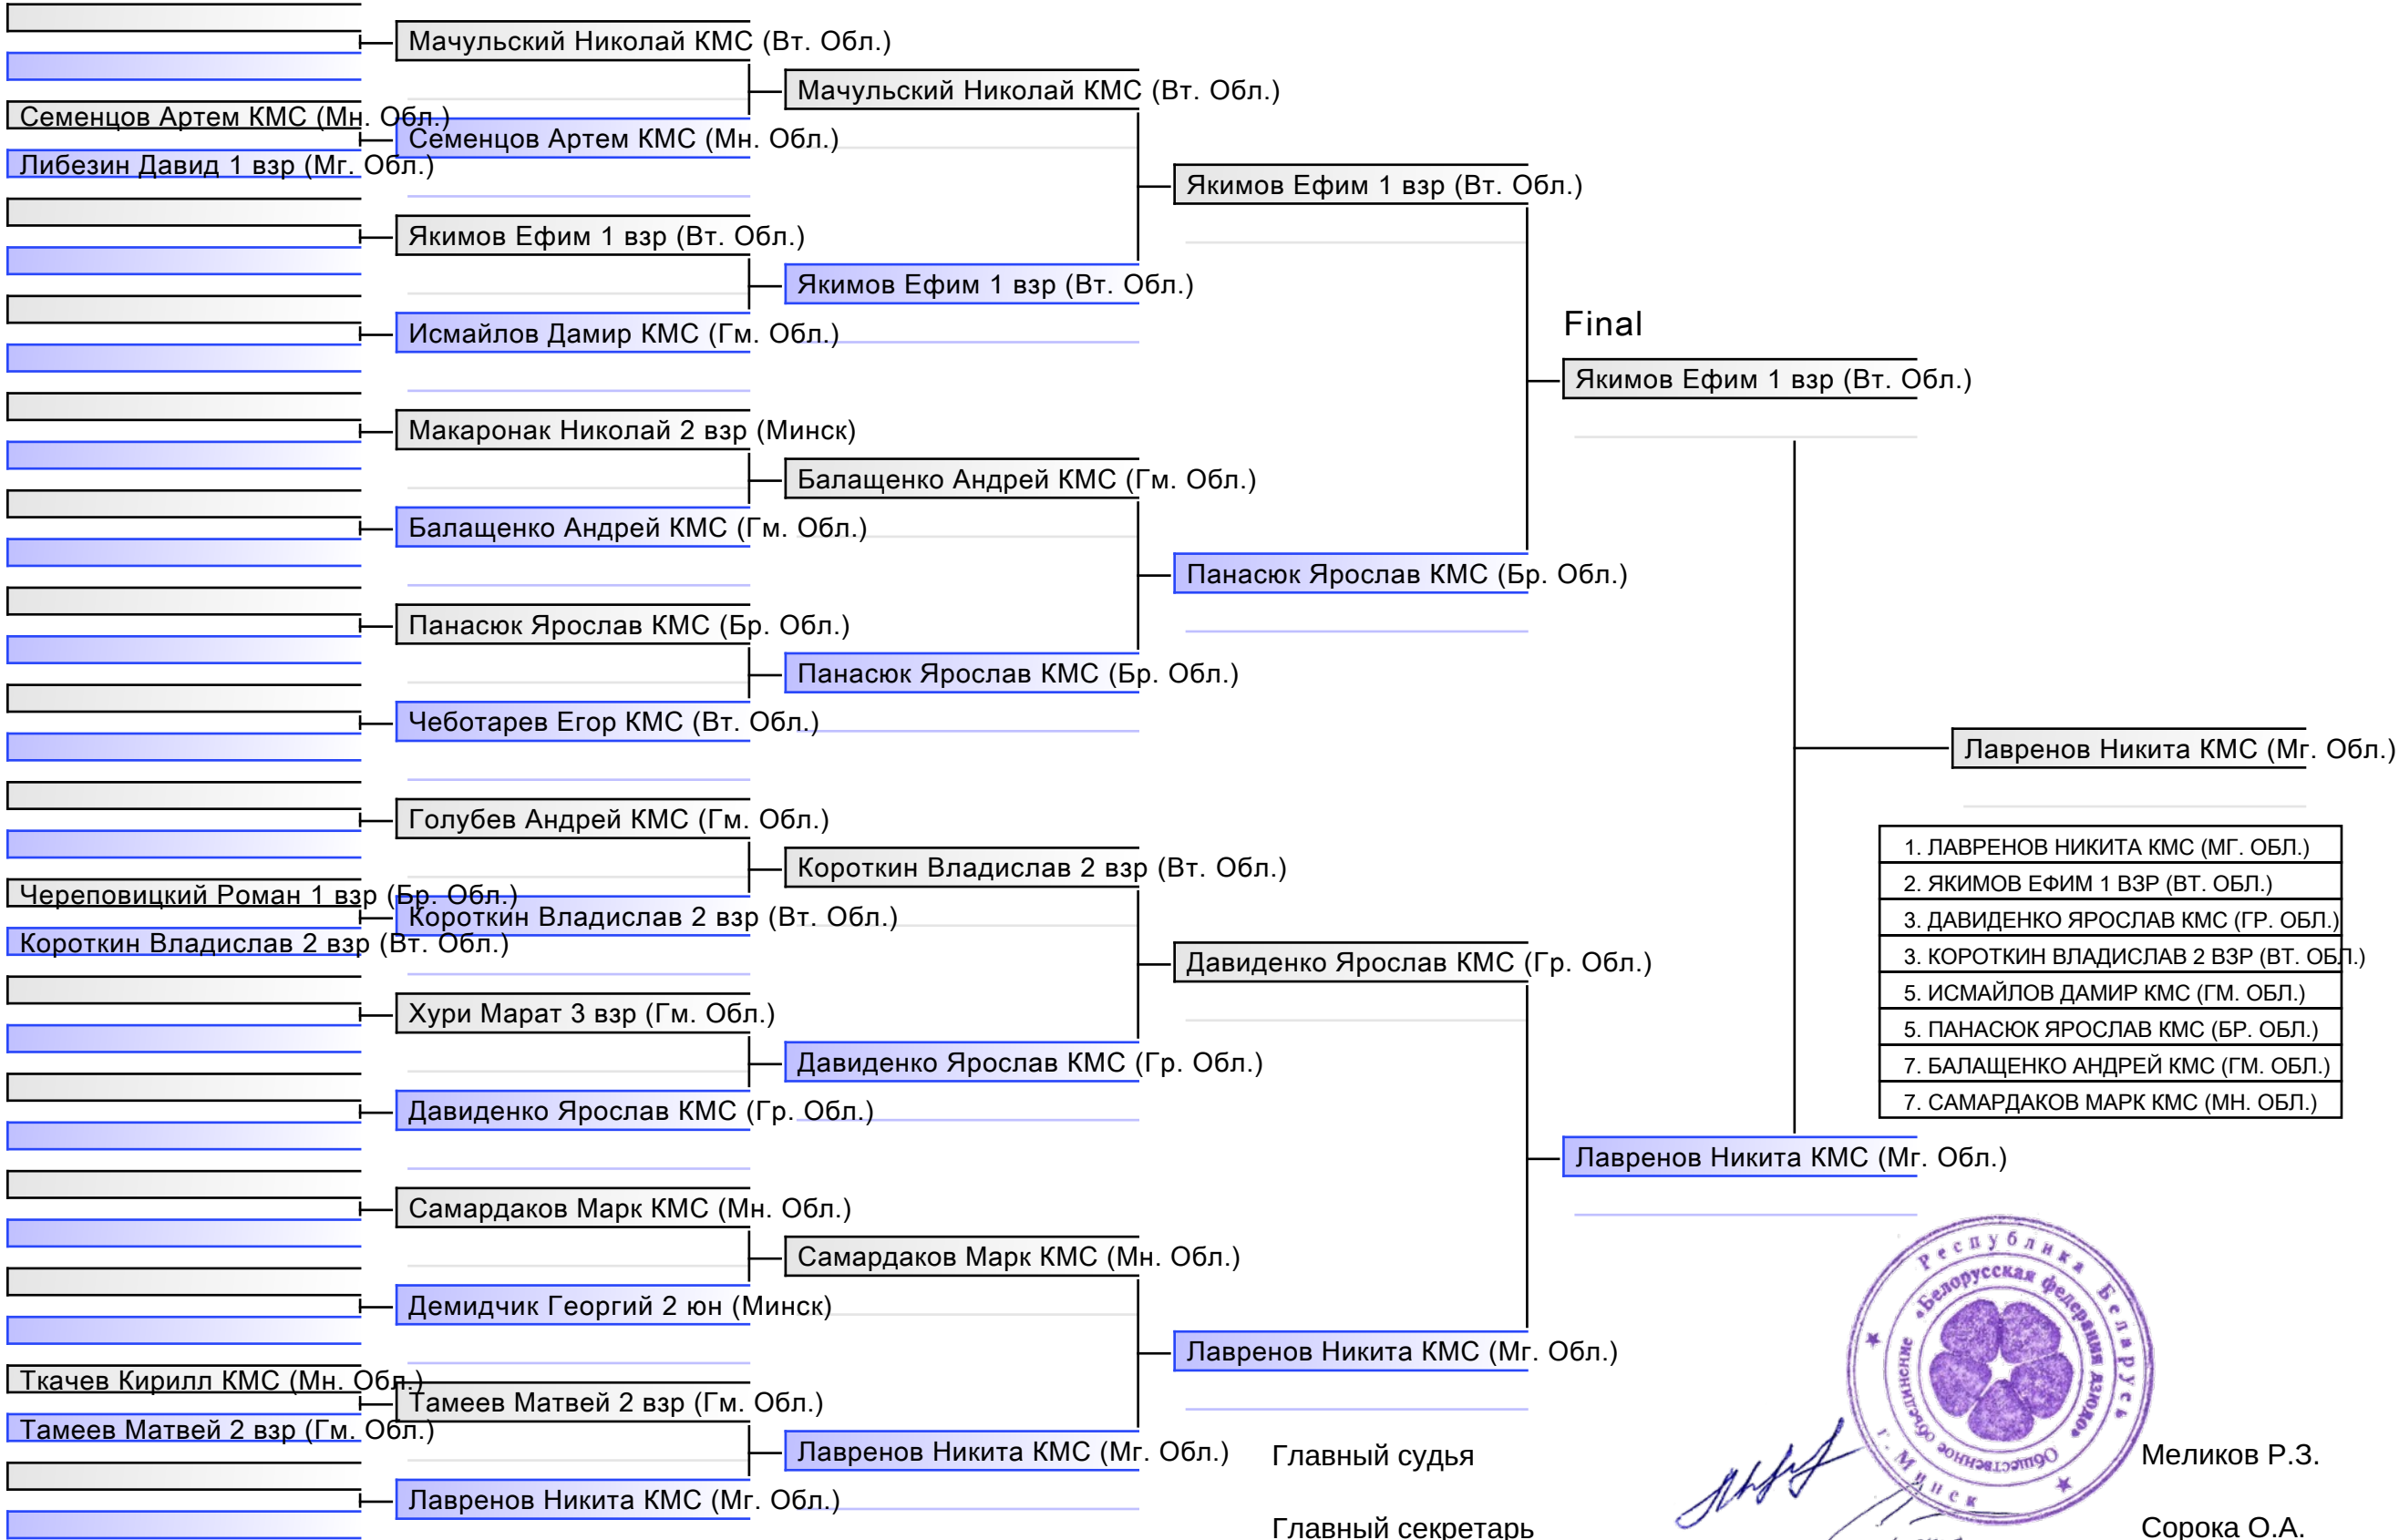 Мачульский Николай КМС (Вт. Обл.)
Мачульский Николай КМС (Вт. Обл.)
Семенцов Артем КМС (Мн. Обл.)
Семенцов Артем КМС (Мн. Обл.)
Либезин Давид 1 взр (Мг. Обл.)
Якимов Ефим 1 взр (Вт. Обл.)
Якимов Ефим 1 взр (Вт. Обл.)
Якимов Ефим 1 взр (Вт. Обл.)
Исмайлов Дамир КМС (Гм. Обл.)
Final
Якимов Ефим 1 взр (Вт. Обл.)
Макаронак Николай 2 взр (Минск)
Балащенко Андрей КМС (Гм. Обл.)
Балащенко Андрей КМС (Гм. Обл.)
Панасюк Ярослав КМС (Бр. Обл.)
Панасюк Ярослав КМС (Бр. Обл.)
Панасюк Ярослав КМС (Бр. Обл.)
Чеботарев Егор КМС (Вт. Обл.)
Лавренов Никита КМС (Мг. Обл.)
Голубев Андрей КМС (Гм. Обл.)
Короткин Владислав 2 взр (Вт. Обл.)
Череповицкий Роман 1 взр (Бр. Обл.)
Короткин Владислав 2 взр (Вт. Обл.)
Короткин Владислав 2 взр (Вт. Обл.)
Давиденко Ярослав КМС (Гр. Обл.)
Хури Марат 3 взр (Гм. Обл.)
Давиденко Ярослав КМС (Гр. Обл.)
Давиденко Ярослав КМС (Гр. Обл.)
1. ЛАВРЕНОВ НИКИТА КМС (МГ. ОБЛ.)
2. ЯКИМОВ ЕФИМ 1 ВЗР (ВТ. ОБЛ.)
3. ДАВИДЕНКО ЯРОСЛАВ КМС (ГР. ОБЛ.)
3. КОРОТКИН ВЛАДИСЛАВ 2 ВЗР (ВТ. ОБЛ.)
5. ИСМАЙЛОВ ДАМИР КМС (ГМ. ОБЛ.)
5. ПАНАСЮК ЯРОСЛАВ КМС (БР. ОБЛ.)
7. БАЛАЩЕНКО АНДРЕЙ КМС (ГМ. ОБЛ.)
7. САМАРДАКОВ МАРК КМС (МН. ОБЛ.)
Лавренов Никита КМС (Мг. Обл.)
Самардаков Марк КМС (Мн. Обл.)
Самардаков Марк КМС (Мн. Обл.)
Демидчик Георгий 2 юн (Минск)
Лавренов Никита КМС (Мг. Обл.)
Ткачев Кирилл КМС (Мн. Обл.)
Тамеев Матвей 2 взр (Гм. Обл.)
Тамеев Матвей 2 взр (Гм. Обл.)
Лавренов Никита КМС (Мг. Обл.)
Лавренов Никита КМС (Мг. Обл.)
Республика Беларусь
г. Минск
Общественное объединение
«Белорусская федерация дзюдо»
Главный судья
Меликов Р.З.
Главный секретарь
Сорока О.А.